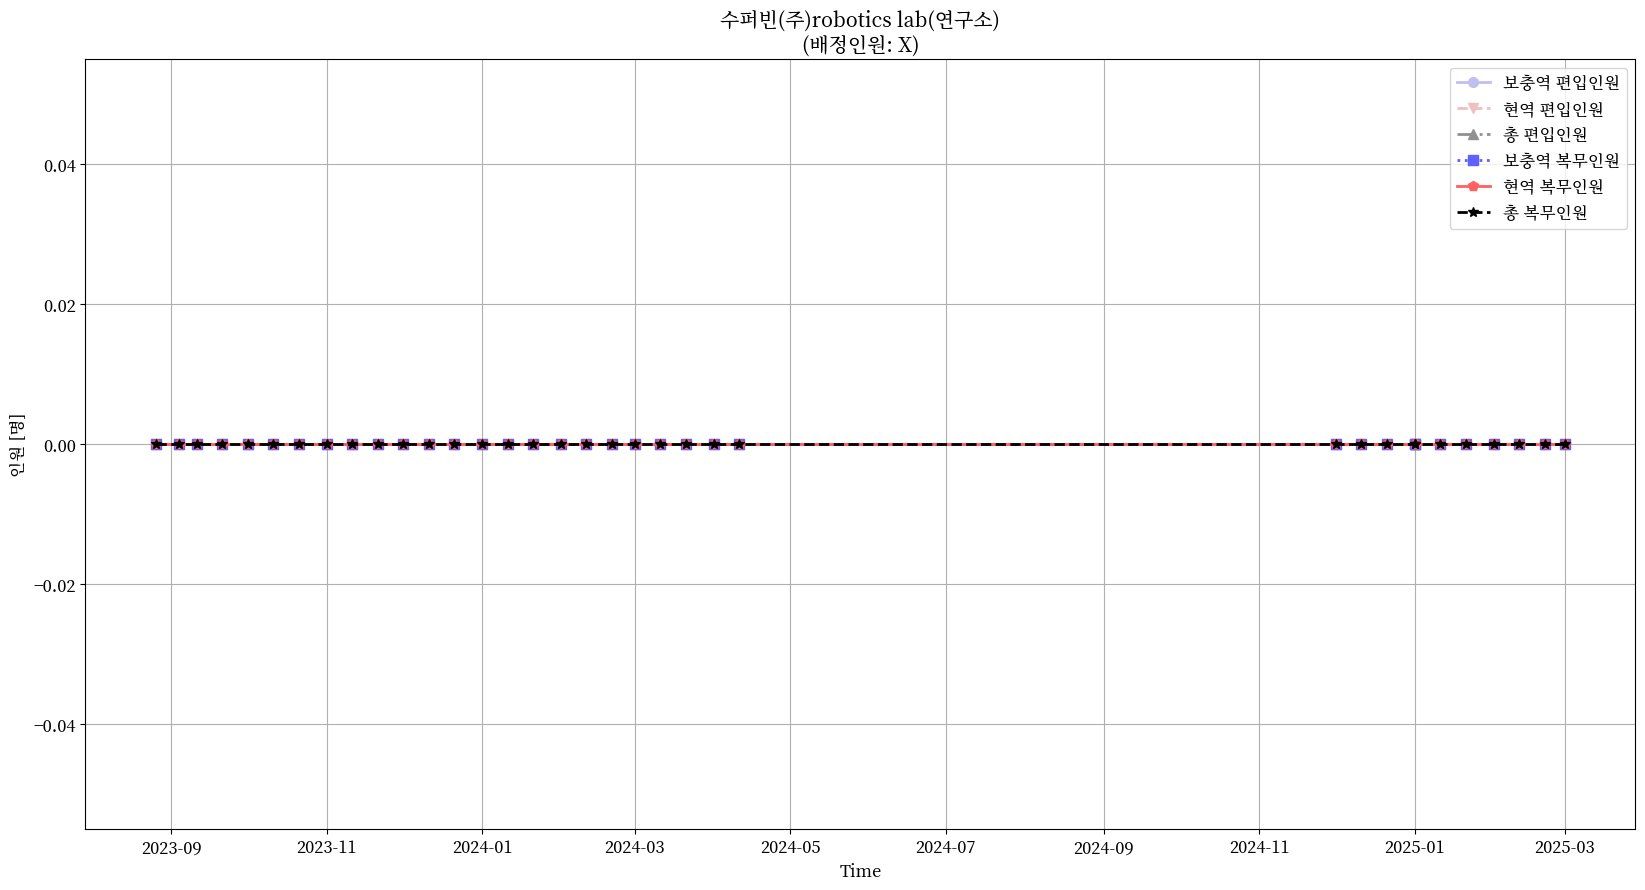 수퍼빈(주)robotics lab(연구소)
(배정인원: X)
보충역 편입인원
현역 편입인원
총 편입인원
보충역 복무인원
현역 복무인원
총 복무인원
인원 [명]
0.04
0.02
0.00
−0.02
−0.04
2023-09 2023-11 2024-01 2024-03 2024-05 2024-07 2024-09 2024-11 2025-01 2025-03
Time